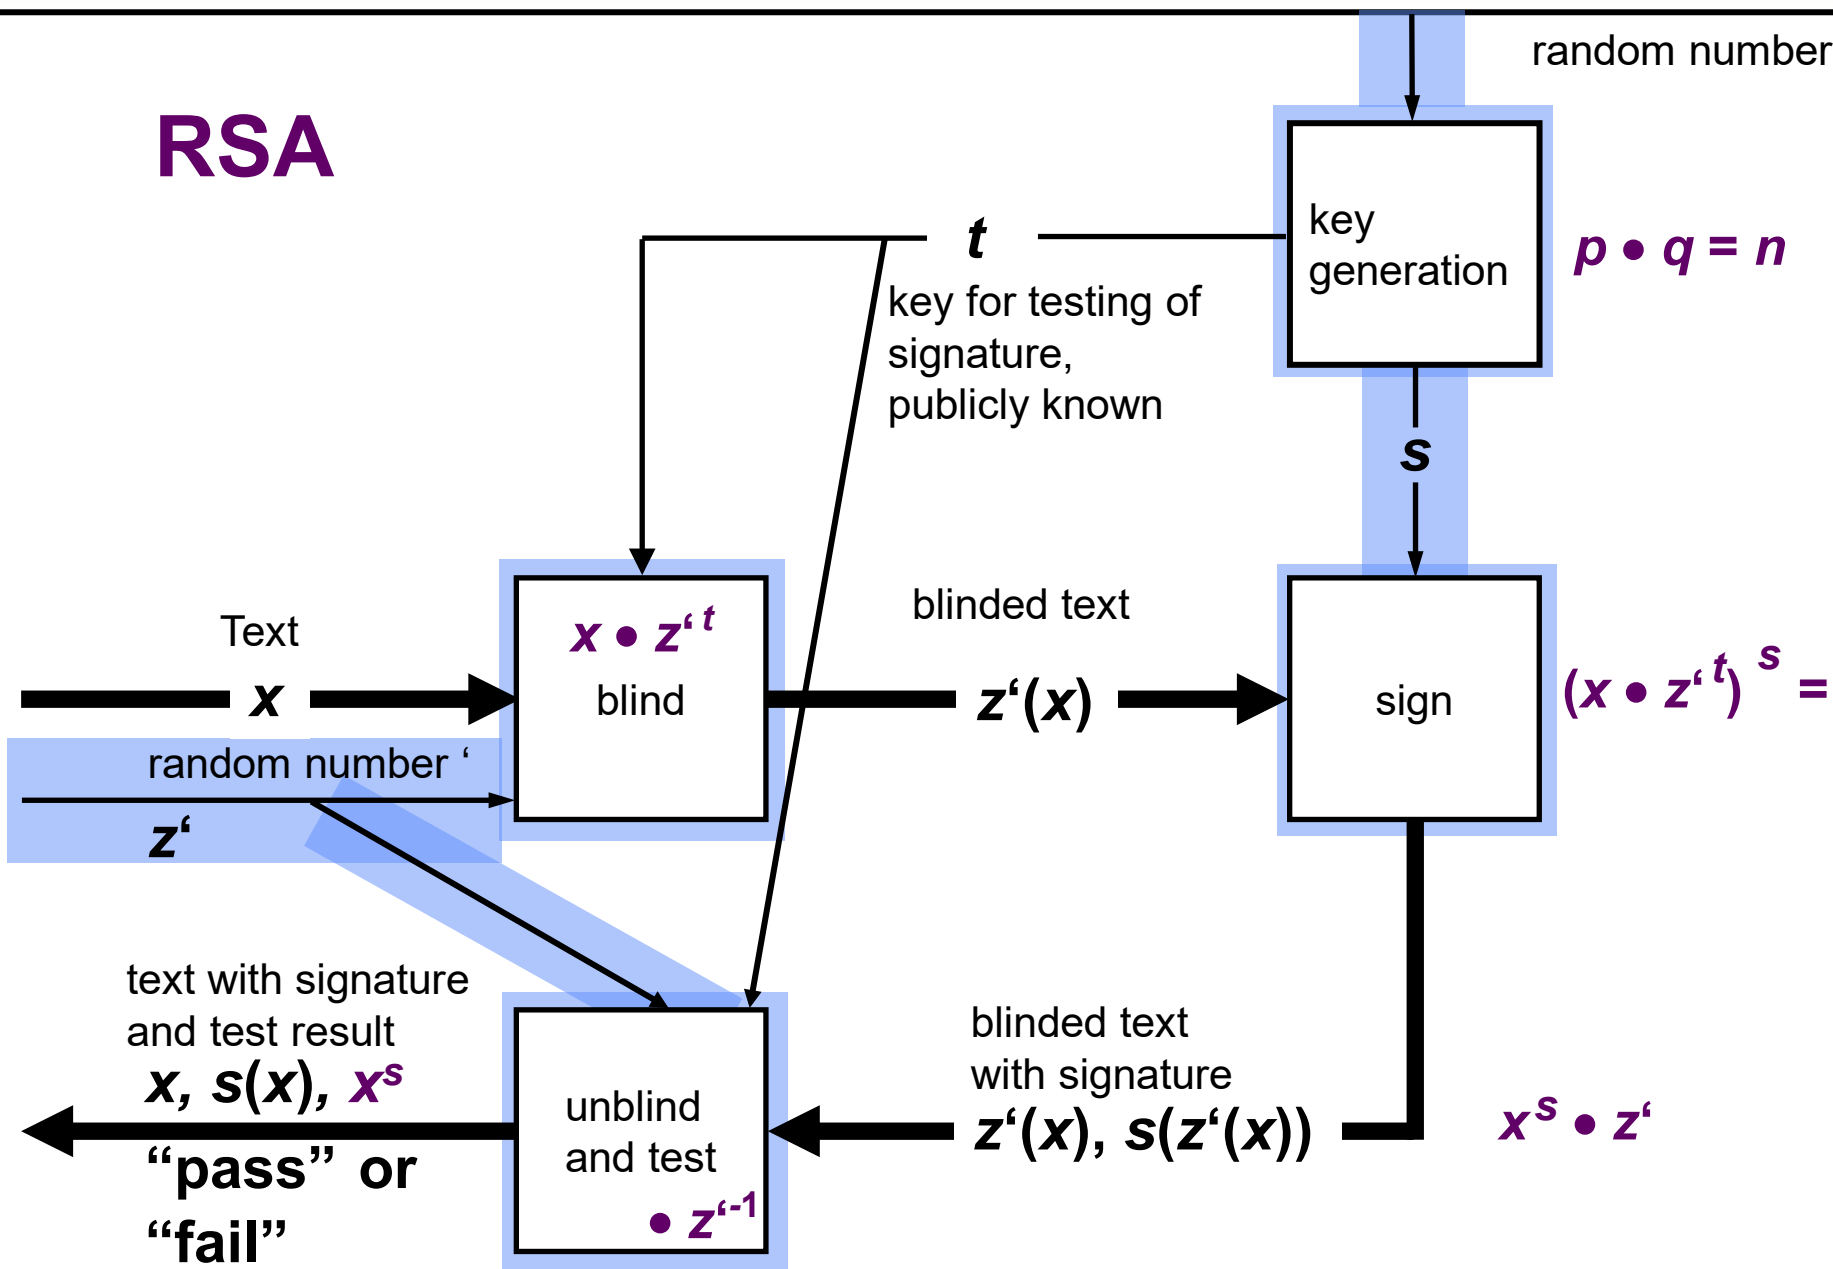 random number
RSA
key
generation
p • q = n
t
key for testing of
signature,
publicly known
s
Text
x
x • z‘ t
blind
blinded text
z‘(x)
sign
(x • z‘ t) s =
random number ‘
z‘
text with signature
and test result
x, s(x), xs
“pass” or
“fail”
unblind
and test
• z‘-1
blinded text
with signature
z‘(x), s(z‘(x))
xs • z‘